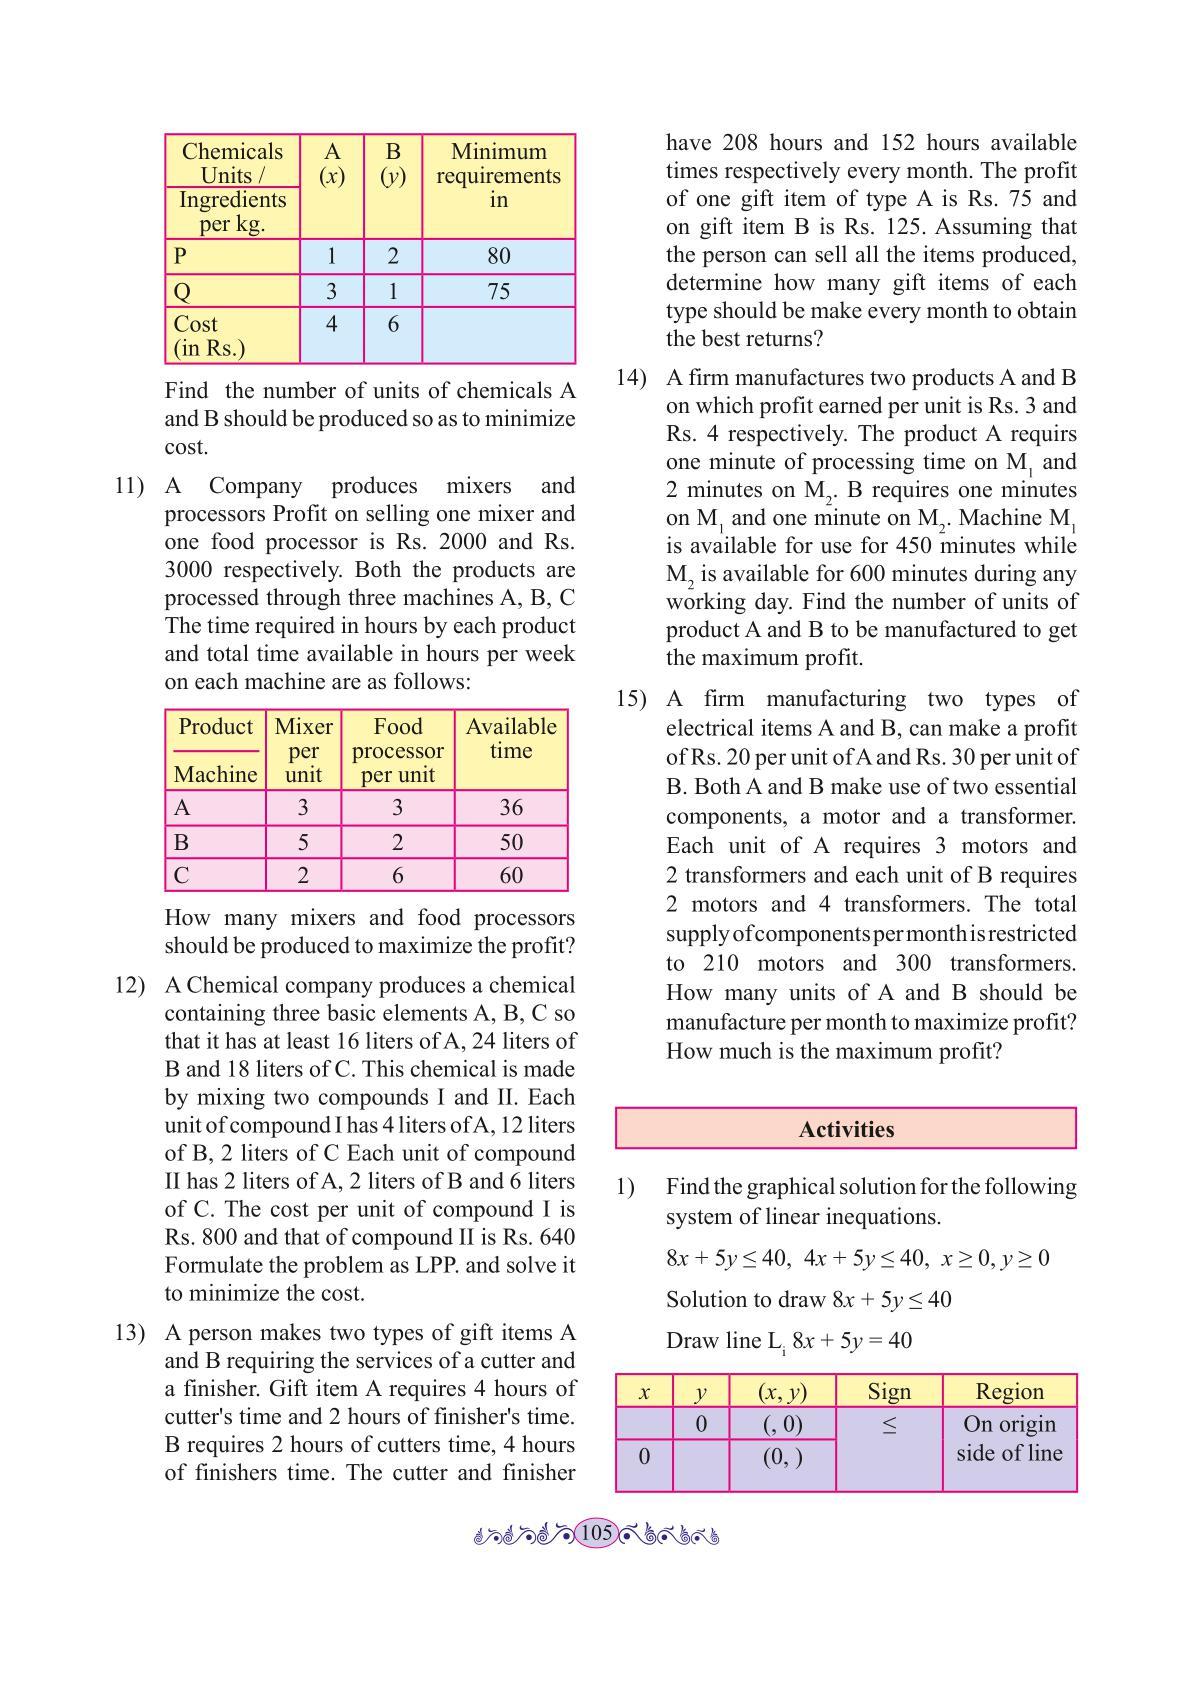 Chemicals Units / Ingredients per kg. A (x) B (y) Minimum requirements in
P 1 2 80
Q 3 1 75
Cost (in Rs.) 4 6
Find the number of units of chemicals A
and B should be produced so as to minimize
cost.
11) A Company produces mixers and
processors Profit on selling one mixer and
one food processor is Rs. 2000 and Rs.
3000 respectively. Both the products are
processed through three machines A, B, C
The time required in hours by each product
and total time available in hours per week
on each machine are as follows:
Product Machine Mixer per unit Food processor per unit Available time
A 3 3 36
B 5 2 50
C 2 6 60
How many mixers and food processors
should be produced to maximize the profit?
12) A Chemical company produces a chemical
containing three basic elements A, B, C so
that it has at least 16 liters of A, 24 liters of
B and 18 liters of C. This chemical is made
by mixing two compounds I and II. Each
unit of compound I has 4 liters of A, 12 liters
of B, 2 liters of C Each unit of compound
II has 2 liters of A, 2 liters of B and 6 liters
of C. The cost per unit of compound I is
Rs. 800 and that of compound II is Rs. 640
Formulate the problem as LPP. and solve it
to minimize the cost.
13) A person makes two types of gift items A
and B requiring the services of a cutter and
a finisher. Gift item A requires 4 hours of
cutter's time and 2 hours of finisher's time.
B requires 2 hours of cutters time, 4 hours
of finishers time. The cutter and finisher
have 208 hours and 152 hours available
times respectively every month. The profit
of one gift item of type A is Rs. 75 and
on gift item B is Rs. 125. Assuming that
the person can sell all the items produced,
determine how many gift items of each
type should be make every month to obtain
the best returns?
14) A firm manufactures two products A and B
on which profit earned per unit is Rs. 3 and
Rs. 4 respectively. The product A requirs
one minute of processing time on M₁ and
2 minutes on M₂. B requires one minutes
on M₁ and one minute on M₂. Machine M₁
is available for use for 450 minutes while
M₂ is available for 600 minutes during any
working day. Find the number of units of
product A and B to be manufactured to get
the maximum profit.
15) A firm manufacturing two types of
electrical items A and B, can make a profit
of Rs. 20 per unit of A and Rs. 30 per unit of
B. Both A and B make use of two essential
components, a motor and a transformer.
Each unit of A requires 3 motors and
2 transformers and each unit of B requires
2 motors and 4 transformers. The total
supply of components per month is restricted
to 210 motors and 300 transformers.
How many units of A and B should be
manufacture per month to maximize profit?
How much is the maximum profit?
Activities
1) Find the graphical solution for the following
system of linear inequations.
8x + 5y ≤ 40, 4x + 5y ≤ 40, x ≥ 0, y ≥ 0
Solution to draw 8x + 5y ≤ 40
Draw line Lᵢ 8x + 5y = 40
x y (x, y) Sign Region
0 (, 0) ≤ On origin
0 (0, ) side of line
105